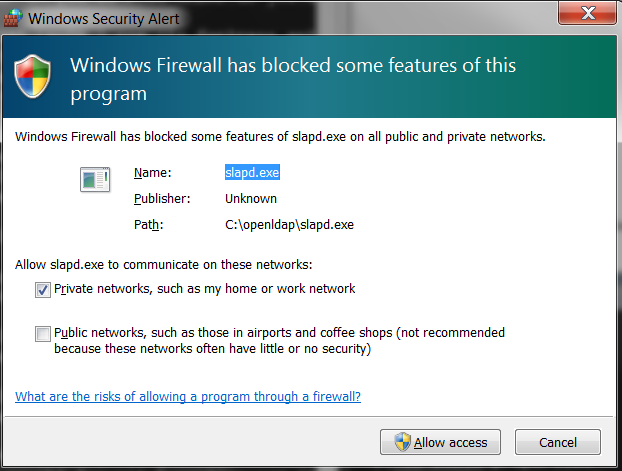 Windows Security Alert
Windows Firewall has blocked some features of this
program
Windows Firewall has blocked some features of slapd.exe on all public and private networks.
Name: slapd.exe
Publisher: Unknown
Path: C:\openldap\slapd.exe
Allow slapd.exe to communicate on these networks:
Private networks, such as my home or work network
Public networks, such as those in airports and coffee shops (not recommended
because these networks often have little or no security)
What are the risks of allowing a program through a firewall?
Allow access Cancel